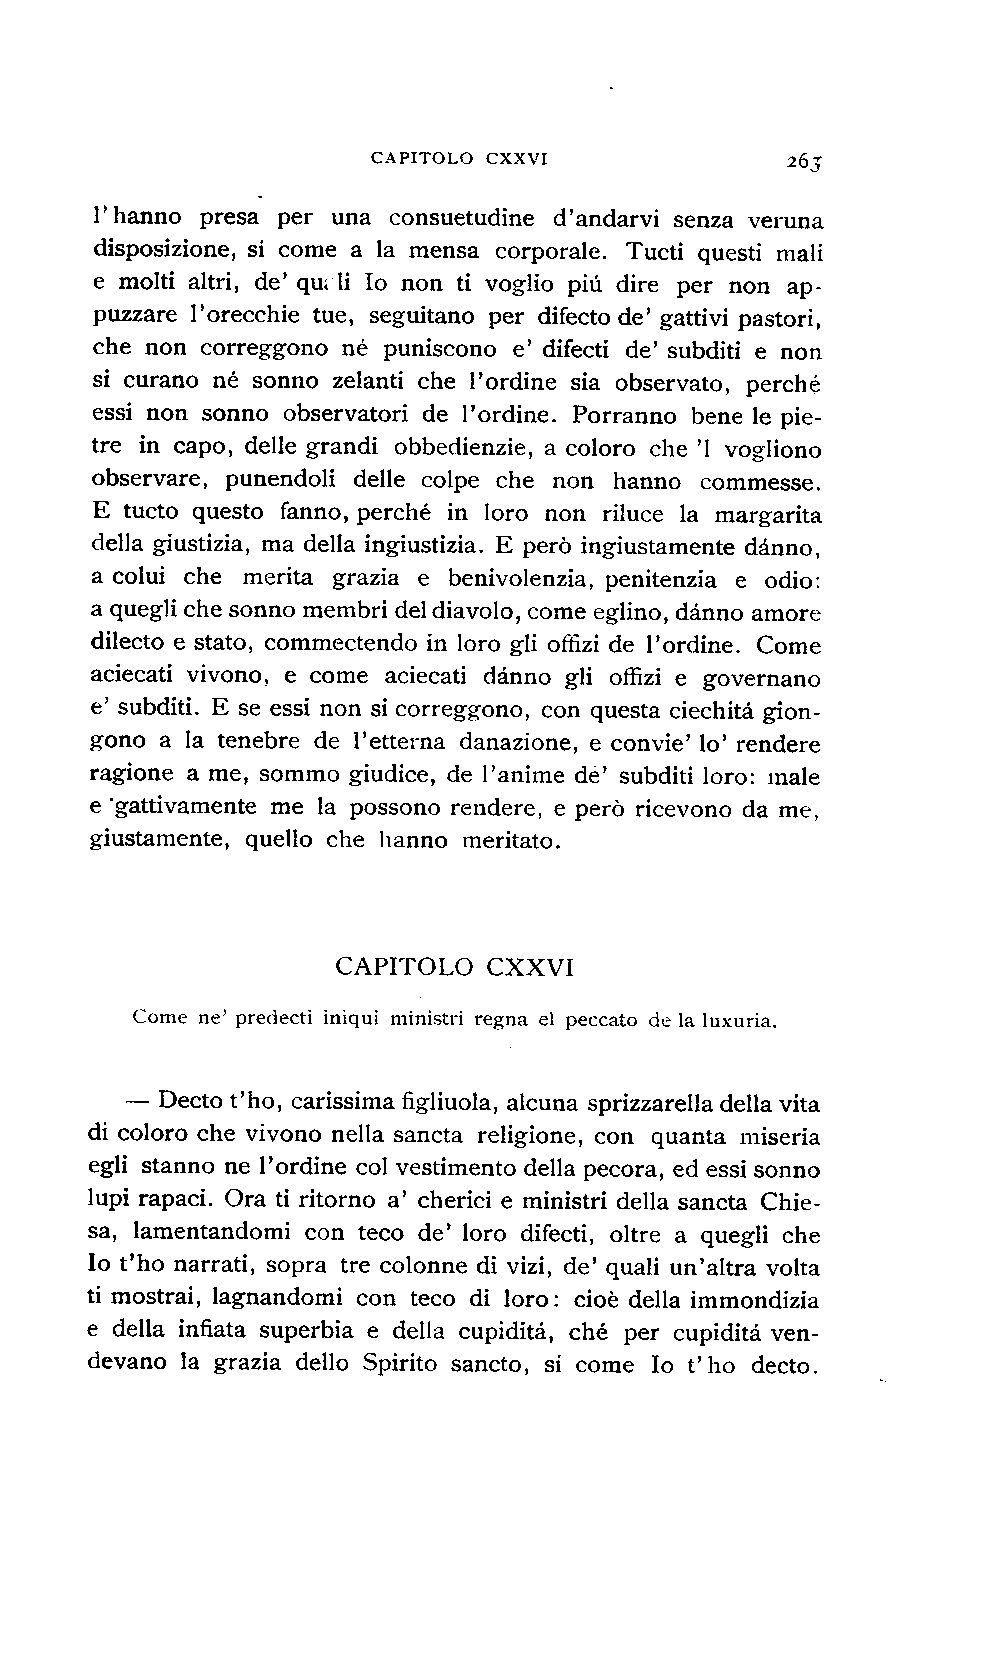 CAPITOLO CXXVI 263
l'hanno presa per una consuetudine d'andarvi senza veruna
disposizione, sí come a la mensa corporale. Tucti questi mali
e molti altri, de' quali Io non ti voglio piú dire per non ap-
puzzare l'orecchie tue, seguitano per difecto de' gattivi pastori,
che non correggono né puniscono e' difecti de' subditi e non
si curano né sonno zelanti che l'ordine sia observato, perché
essi non sonno observatori de l'ordine. Porranno bene le pie-
tre in capo, delle grandi obbedienzie, a coloro che 'l vogliono
observare, punendoli delle colpe che non hanno commesse.
E tucto questo fanno, perché in loro non riluce la margarita
della giustizia, ma della ingiustizia. E però ingiustamente dánno,
a colui che merita grazia e benivolenzia, penitenzia e odio:
a quegli che sonno membri del diavolo, come eglino, dánno amore
dilecto e stato, commectendo in loro gli offizi de l'ordine. Come
aciecati vivono, e come aciecati dánno gli offizi e governano
e' subditi. E se essi non si correggono, con questa ciechitá gion-
gono a la tenebre de l'etterna danazione, e convie' lo' rendere
ragione a me, sommo giudice, de l'anime de' subditi loro: male
e gattivamente me la possono rendere, e però ricevono da me,
giustamente, quello che hanno meritato.
CAPITOLO CXXVI
Come ne' predecti iniqui ministri regna el peccato de la luxuria.
— Decto t'ho, carissima figliuola, alcuna sprizzarella della vita
di coloro che vivono nella sancta religione, con quanta miseria
egli stanno ne l'ordine col vestimento della pecora, ed essi sonno
lupi rapaci. Ora ti ritorno a' cherici e ministri della sancta Chie-
sa, lamentandomi con teco de' loro difecti, oltre a quegli che
Io t'ho narrati, sopra tre colonne di vizi, de' quali un'altra volta
ti mostrai, lagnandomi con teco di loro: cioè della immondizia
e della infiata superbia e della cupiditá, ché per cupiditá ven-
devano la grazia dello Spirito sancto, sí come Io t'ho decto.